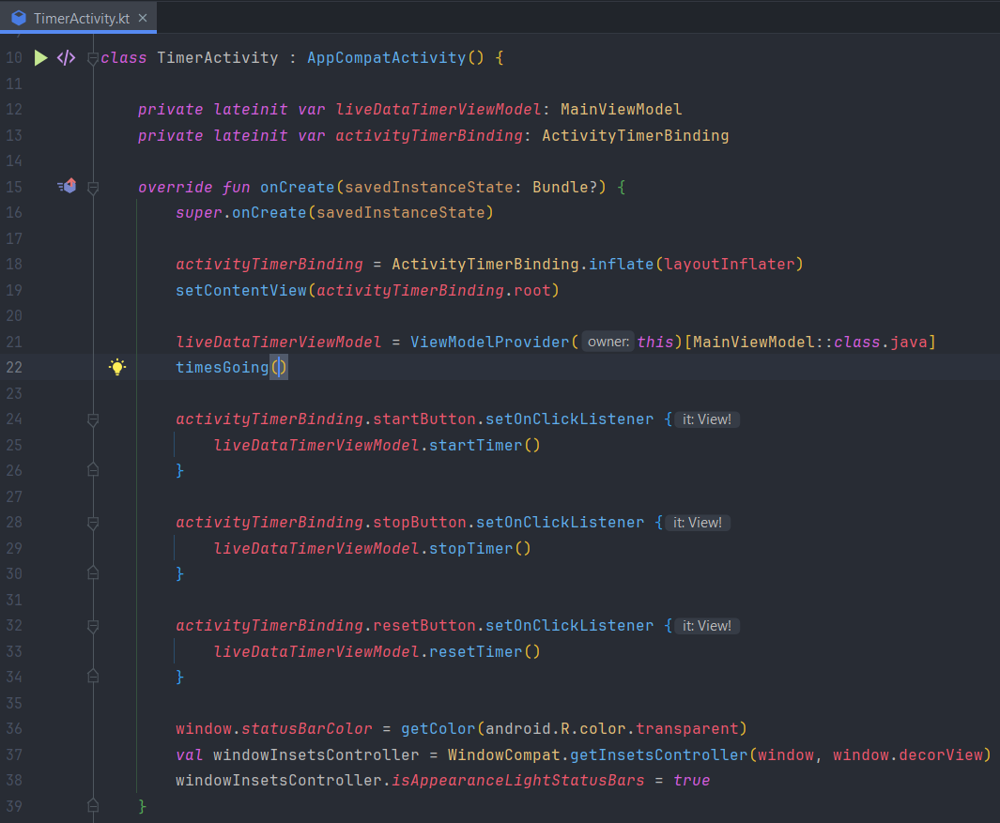 TimerActivity.kt
10 class TimerActivity : AppCompatActivity() {
11
12 private lateinit var liveDataTimerViewModel: MainViewModel
13 private lateinit var activityTimerBinding: ActivityTimerBinding
14
15 override fun onCreate(savedInstanceState: Bundle?) {
16 super.onCreate(savedInstanceState)
17
18 activityTimerBinding = ActivityTimerBinding.inflate(layoutInflater)
19 setContentView(activityTimerBinding.root)
20
21 liveDataTimerViewModel = ViewModelProvider( owner: this)[MainViewModel::class.java]
22 timesGoing()
23
24 activityTimerBinding.startButton.setOnClickListener { it: View!
25 liveDataTimerViewModel.startTimer()
26 }
27
28 activityTimerBinding.stopButton.setOnClickListener { it: View!
29 liveDataTimerViewModel.stopTimer()
30 }
31
32 activityTimerBinding.resetButton.setOnClickListener { it: View!
33 liveDataTimerViewModel.resetTimer()
34 }
35
36 window.statusBarColor = getColor(android.R.color.transparent)
37 val windowInsetsController = WindowCompat.getInsetsController(window, window.decorView)
38 windowInsetsController.isAppearanceLightStatusBars = true
39 }